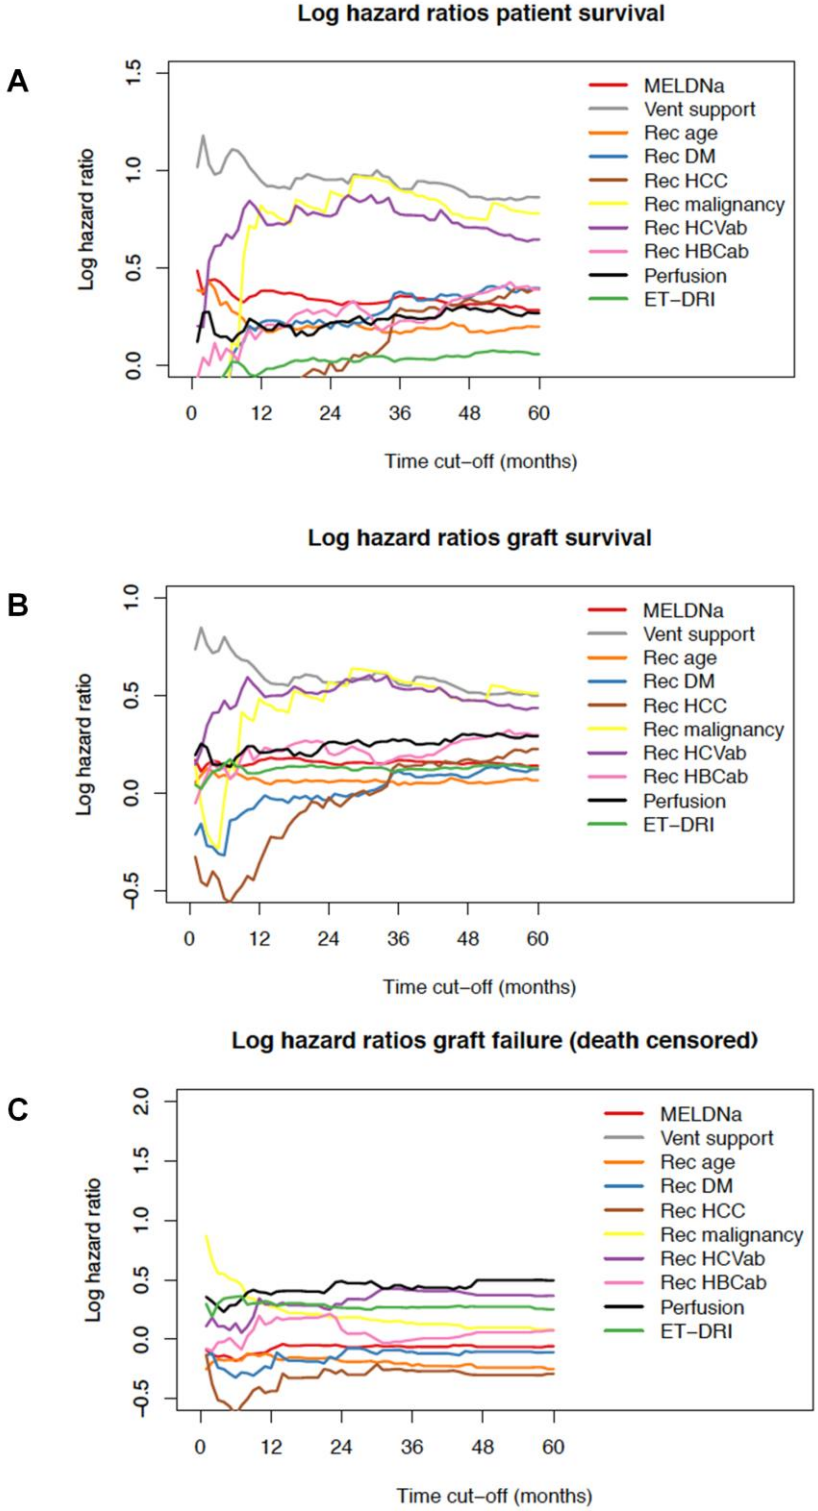 Log hazard ratios patient survival
A
Log hazard ratio
1.5
1.0
0.5
0.0
0 12 24 36 48 60
Time cut−off (months)
MELDNa
Vent support
Rec age
Rec DM
Rec HCC
Rec malignancy
Rec HCVab
Rec HBCab
Perfusion
ET−DRI
Log hazard ratios graft survival
B
Log hazard ratio
1.0
0.5
0.0
−0.5
0 12 24 36 48 60
Time cut−off (months)
MELDNa
Vent support
Rec age
Rec DM
Rec HCC
Rec malignancy
Rec HCVab
Rec HBCab
Perfusion
ET−DRI
Log hazard ratios graft failure (death censored)
C
Log hazard ratio
2.0
1.5
1.0
0.5
0.0
−0.5
0 12 24 36 48 60
Time cut−off (months)
MELDNa
Vent support
Rec age
Rec DM
Rec HCC
Rec malignancy
Rec HCVab
Rec HBCab
Perfusion
ET−DRI